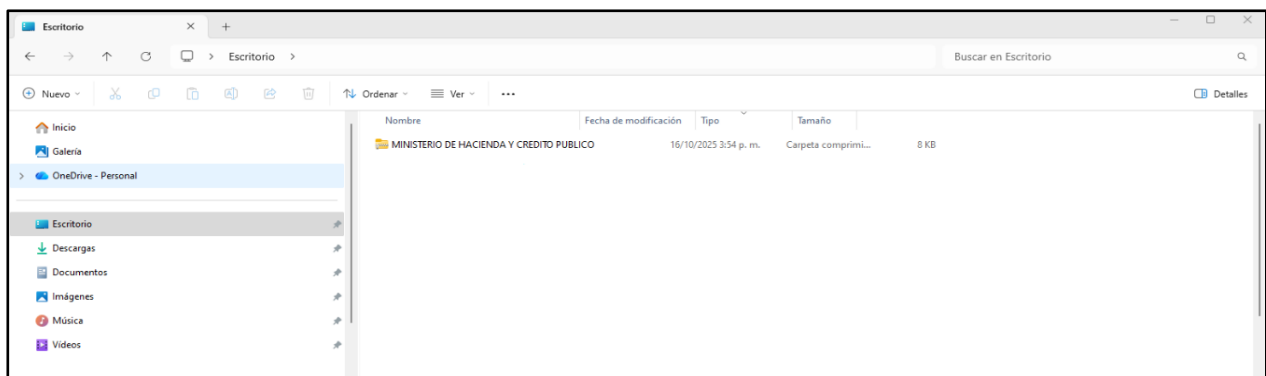 Escritorio
Escritorio
Buscar en Escritorio
Nuevo
Ordenar
Ver
Detalles
Nombre
Fecha de modificación
Tipo
Tamaño
MINISTERIO DE HACIENDA Y CREDITO PUBLICO
16/10/2025 3:54 p. m.
Carpeta comprimi...
8 KB
Inicio
Galería
OneDrive - Personal
Escritorio
Descargas
Documentos
Imágenes
Música
Vídeos